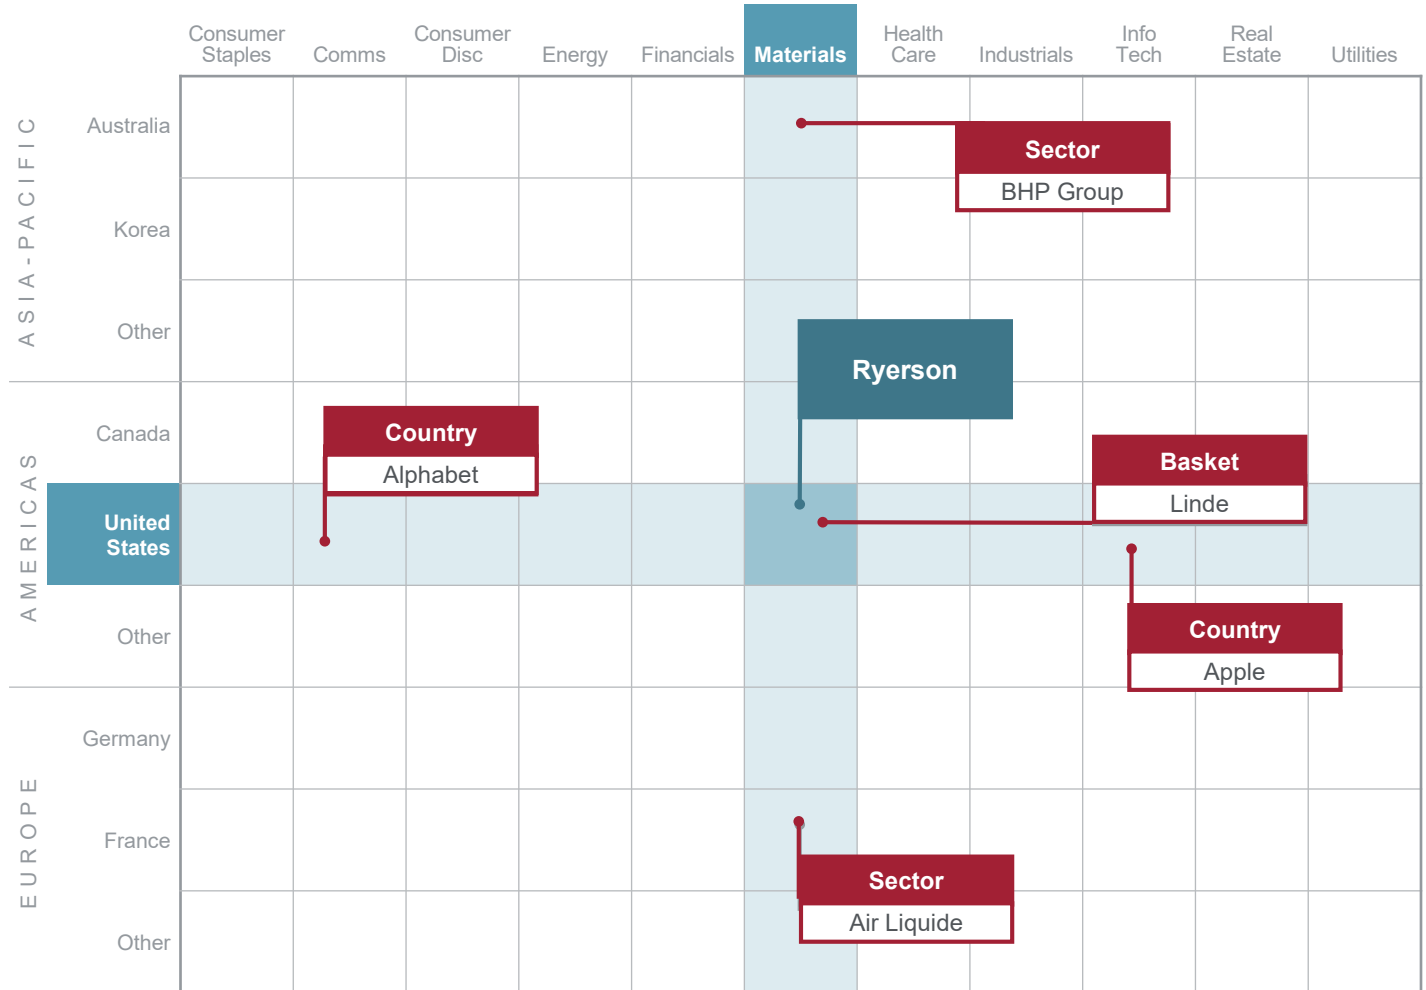 Consumer
Staples
Comms
Consumer
Disc
Energy
Financials
Materials
Health
Care
Industrials
Info
Tech
Real
Estate
Utilities
ASIA-PACIFIC
Australia
Sector
BHP Group
Korea
Other
Ryerson
AMERICAS
Canada
Country
Alphabet
Basket
Linde
United
States
Other
Country
Apple
EUROPE
Germany
France
Sector
Air Liquide
Other